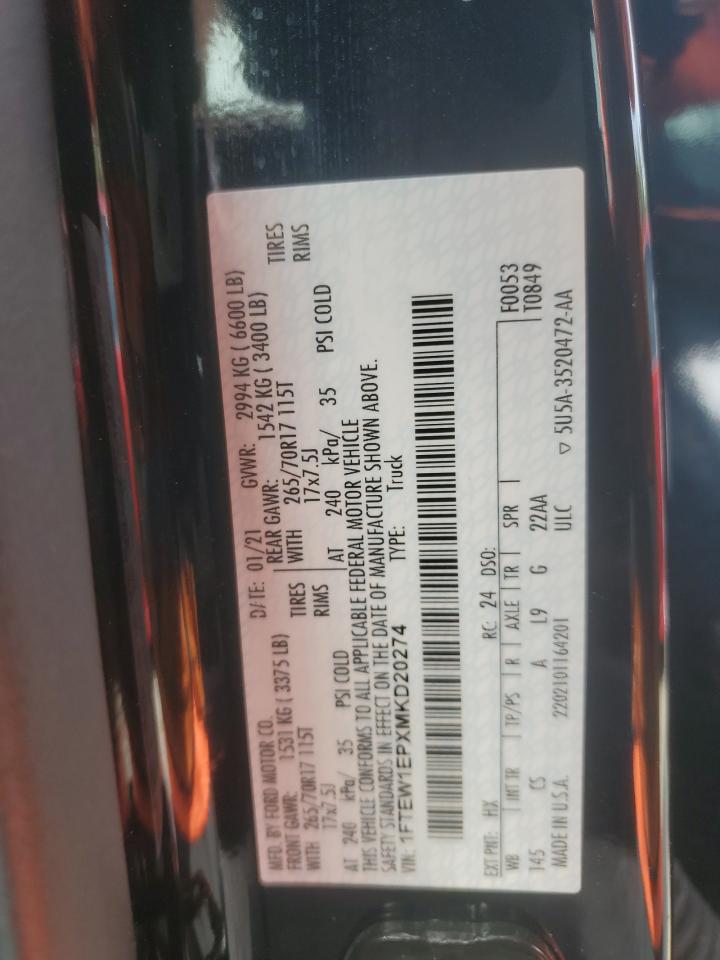 MFD. BY FORD MOTOR CO.
DATE: 01/21 GVWR: 2994 KG ( 6600 LB)
FRONT GAWR: 1531 KG ( 3375 LB)
REAR GAWR: 1542 KG ( 3400 LB)
WITH 265/70R17 115T TIRES
WITH 265/70R17 115T TIRES
17x7.5J RIMS
17x7.5J RIMS
AT 240 kPa/ 35 PSI COLD
AT 240 kPa/ 35 PSI COLD
THIS VEHICLE CONFORMS TO ALL APPLICABLE FEDERAL MOTOR VEHICLE
SAFETY STANDARDS IN EFFECT ON THE DATE OF MANUFACTURE SHOWN ABOVE.
VIN: 1FTEW1EPXMKD20274 TYPE: Truck
EXT PNT: HX RC: 24 DSO: F0053
WB INT TR TP/PS R AXLE TR SPR T0849
145 CS A L9 G 22AA
MADE IN U.S.A. 2202101164201 ULC ▽ 5U5A-3520472-AA